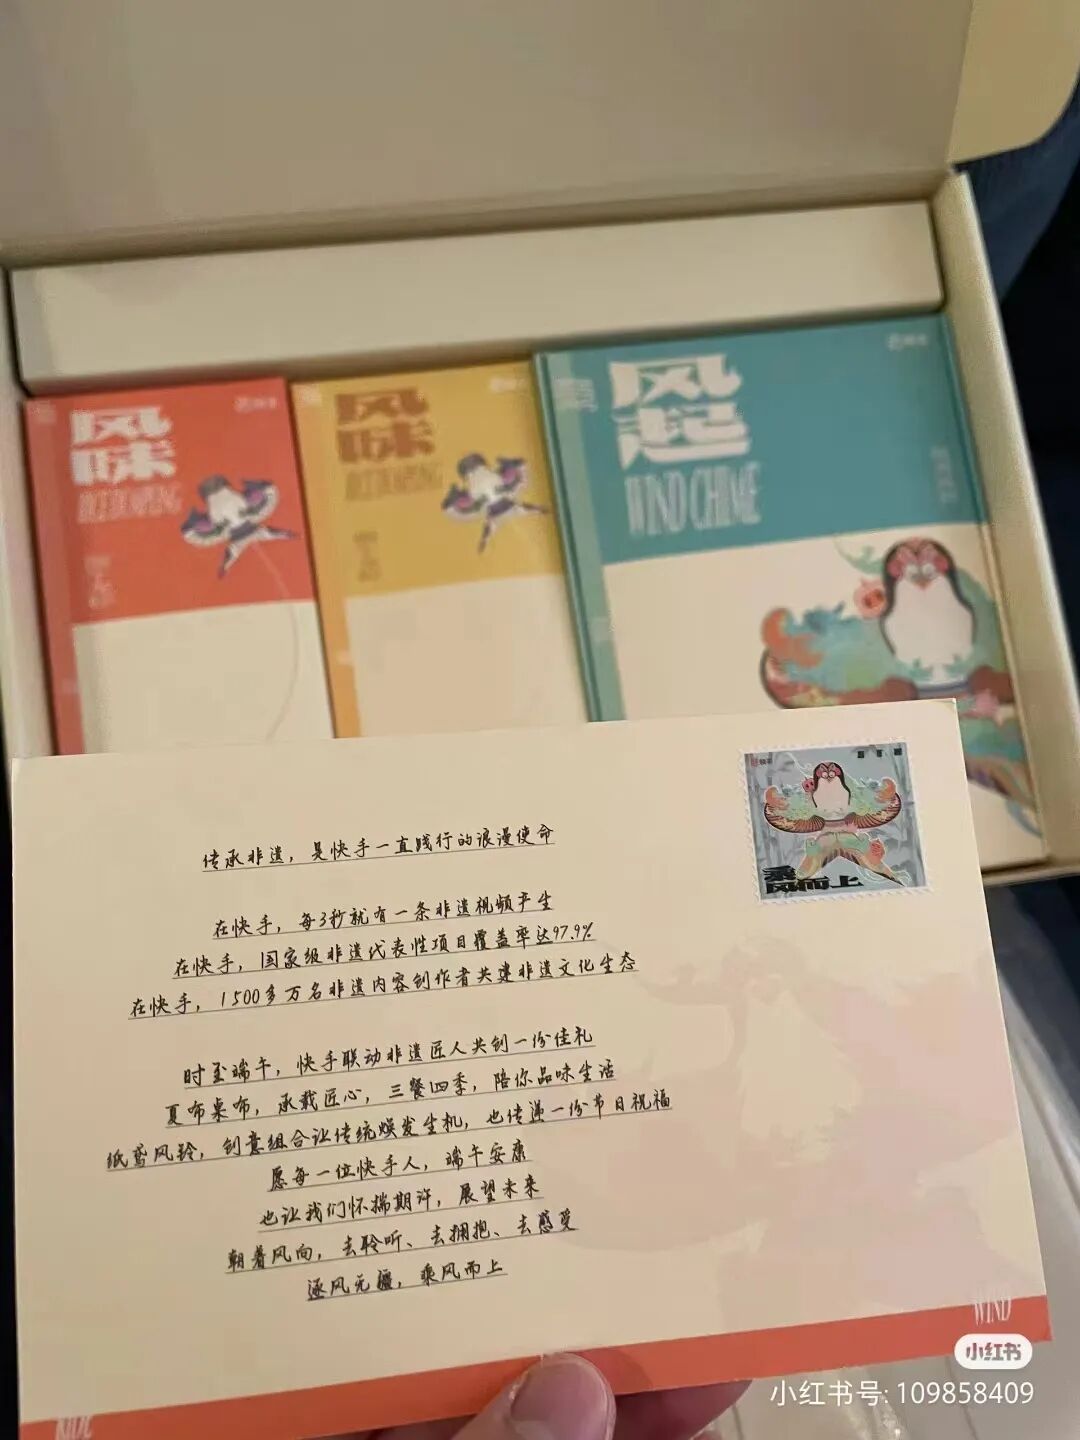 风味
风味
风起
WIND CHIME
快手
乘风而上
传承非遗，是快手一直践行的浪漫使命
在快手，每3秒就有一条非遗视频产生
在快手，国家级非遗代表性项目覆盖率达97.9%
在快手，1500多万名非遗内容创作者共建非遗文化生态
时至端午，快手联动非遗匠人共创一份佳礼
夏布桌布，承载匠心，三餐四季，陪你品味生活
纸鸢风铃，创意组合让传统焕发生机，也传递一份节日祝福
愿每一位快手人，端午安康
也让我们怀揣期许，展望未来
朝着风向，去聆听、去拥抱、去感受
逐风无疆，乘风而上
WIND
小红书
小红书号: 109858409